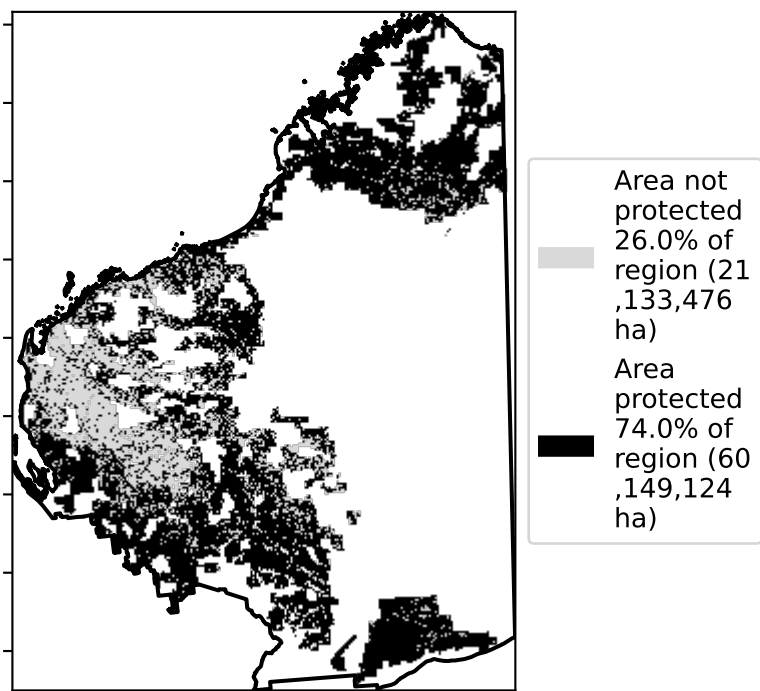 Area not
protected
26.0% of
region (21
,133,476
ha)
Area
protected
74.0% of
region (60
,149,124
ha)